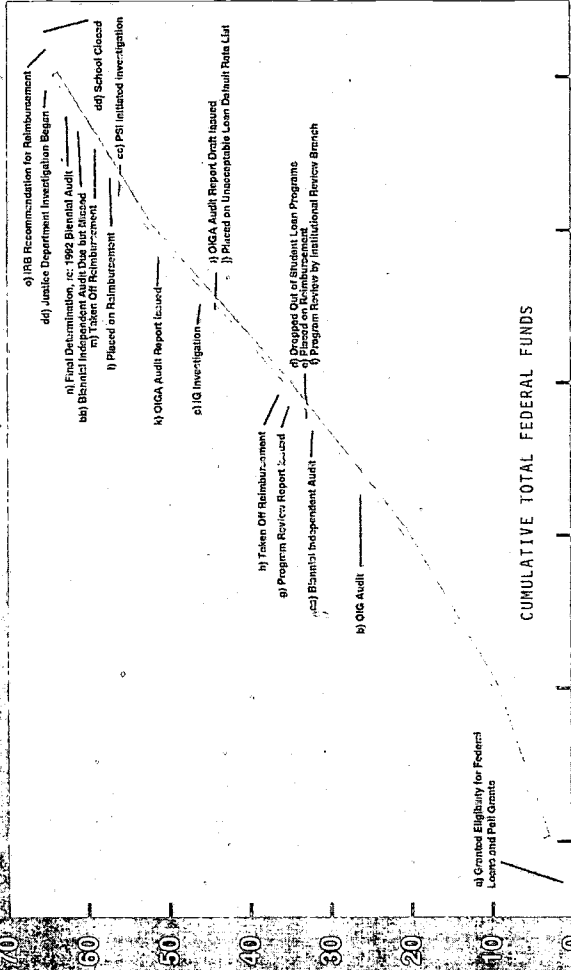 70
60
50
40
30
20
10
0
o) IRB Recommendation for Reimbursement
dd) Justice Department Investigation Began
n) Final Determination, re: 1992 Biennial Audit
bb) Biennial Independent Audit Due but Missed
m) Taken Off Reimbursement
l) Placed on Reimbursement
dd) School Closed
cc) PSI Initiated Investigation
k) OIGA Audit Report Issued
p) IG Investigation
i) OIGA Audit Report Draft Issued
j) Placed on Unacceptable Loan Default Rate List
h) Taken Off Reimbursement
g) Program Review Report Issued
aa) Biennial Independent Audit
d) Dropped Out of Student Loan Programs
e) Placed on Reimbursement
f) Program Review by Institutional Review Branch
b) OIG Audit
a) Granted Eligibility for Federal
Loans and Pell Grants
CUMULATIVE TOTAL FEDERAL FUNDS